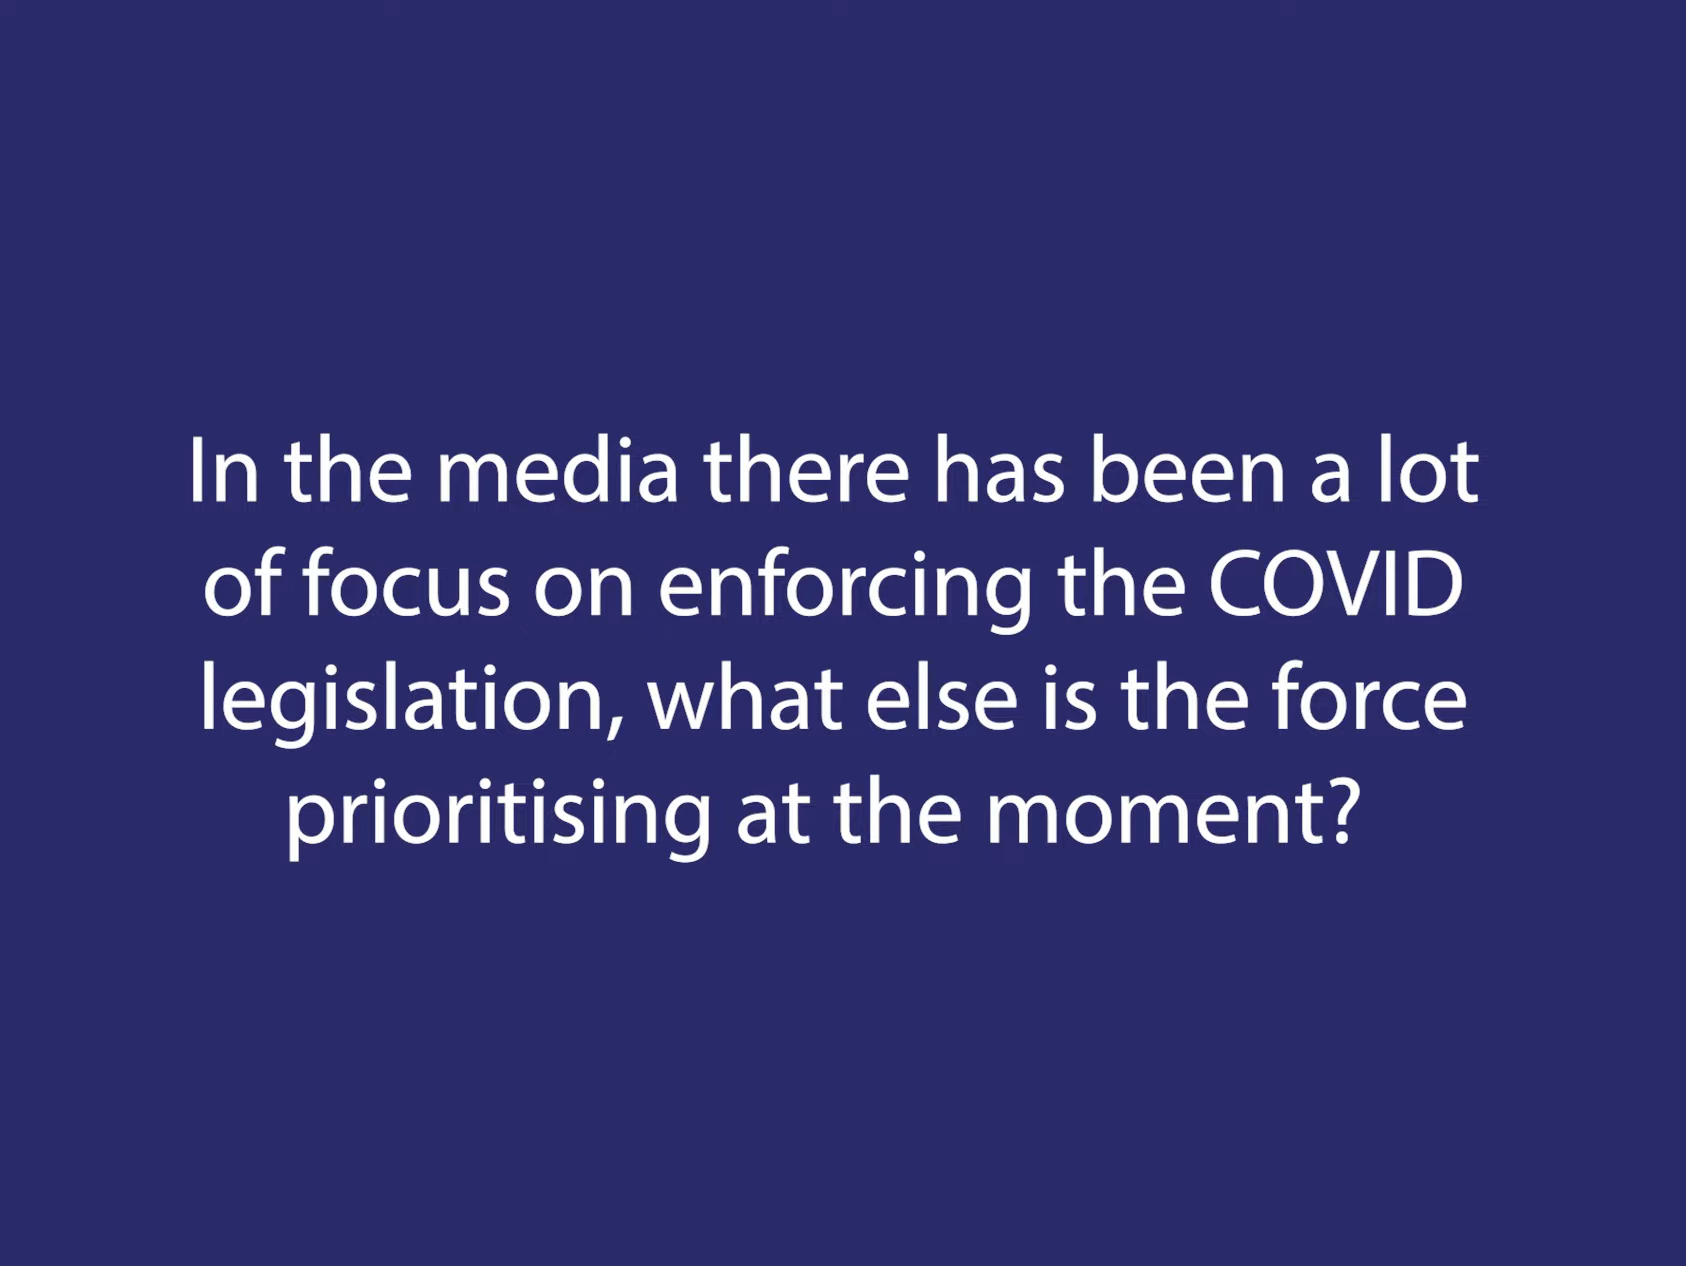 In the media there has been a lot
of focus on enforcing the COVID
legislation, what else is the force
prioritising at the moment?